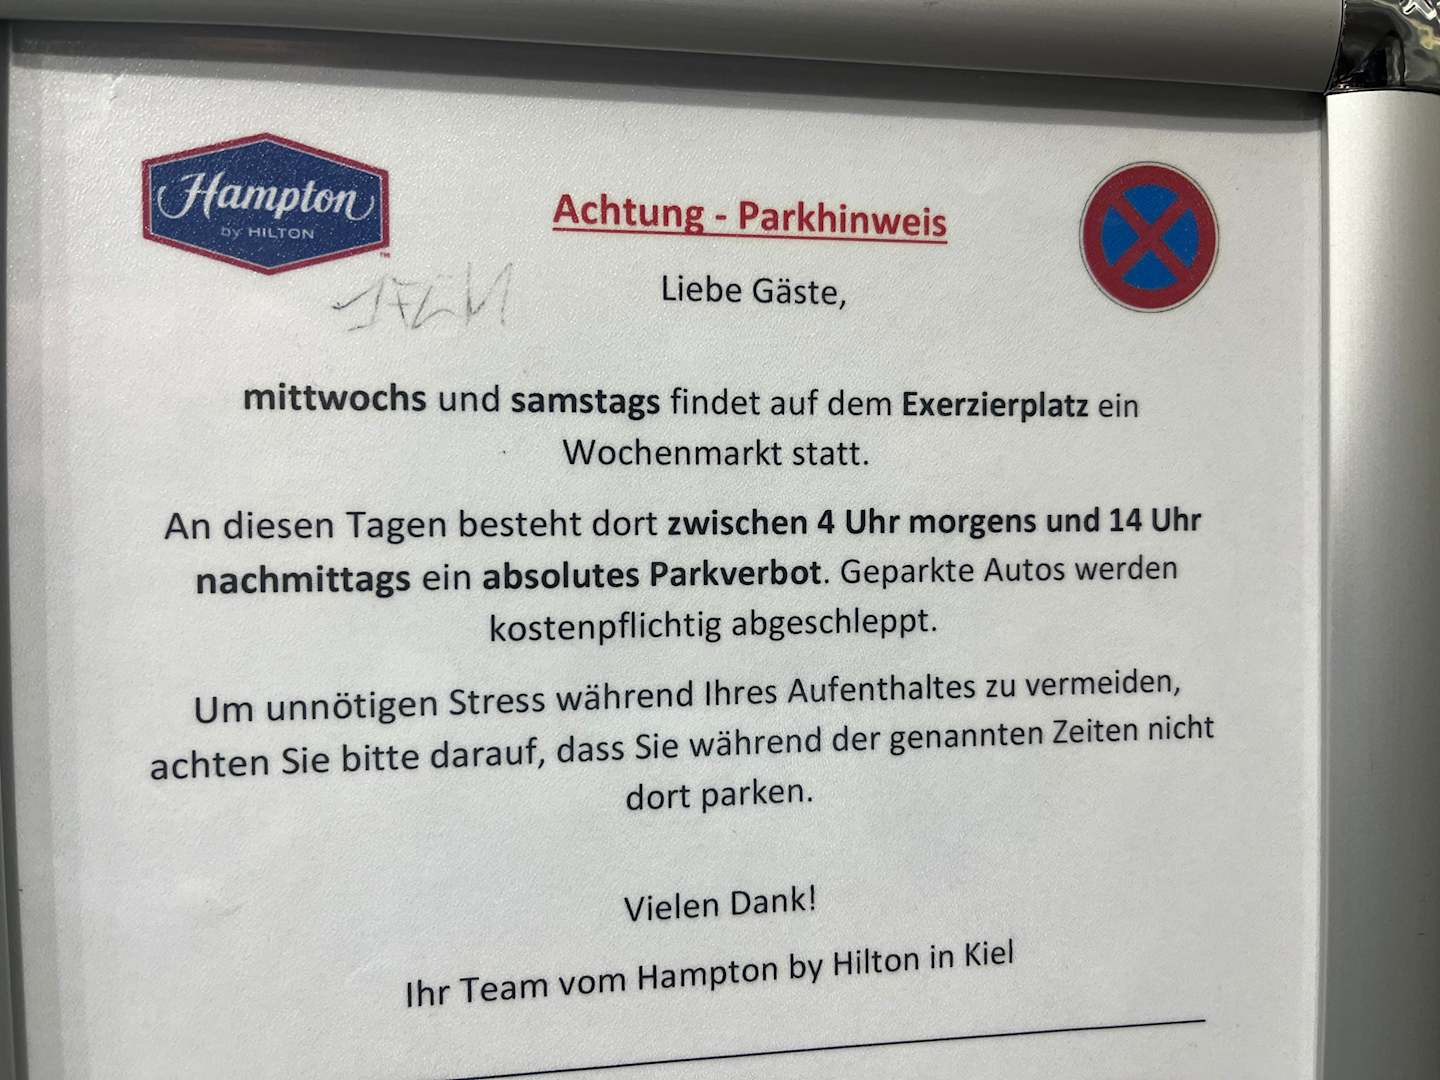 Hampton
by HILTON
™
Achtung - Parkhinweis
Liebe Gäste,
mittwochs und samstags findet auf dem Exerzierplatz ein
Wochenmarkt statt.
An diesen Tagen besteht dort zwischen 4 Uhr morgens und 14 Uhr
nachmittags ein absolutes Parkverbot. Geparkte Autos werden
kostenpflichtig abgeschleppt.
Um unnötigen Stress während Ihres Aufenthaltes zu vermeiden,
achten Sie bitte darauf, dass Sie während der genannten Zeiten nicht
dort parken.
Vielen Dank!
Ihr Team vom Hampton by Hilton in Kiel